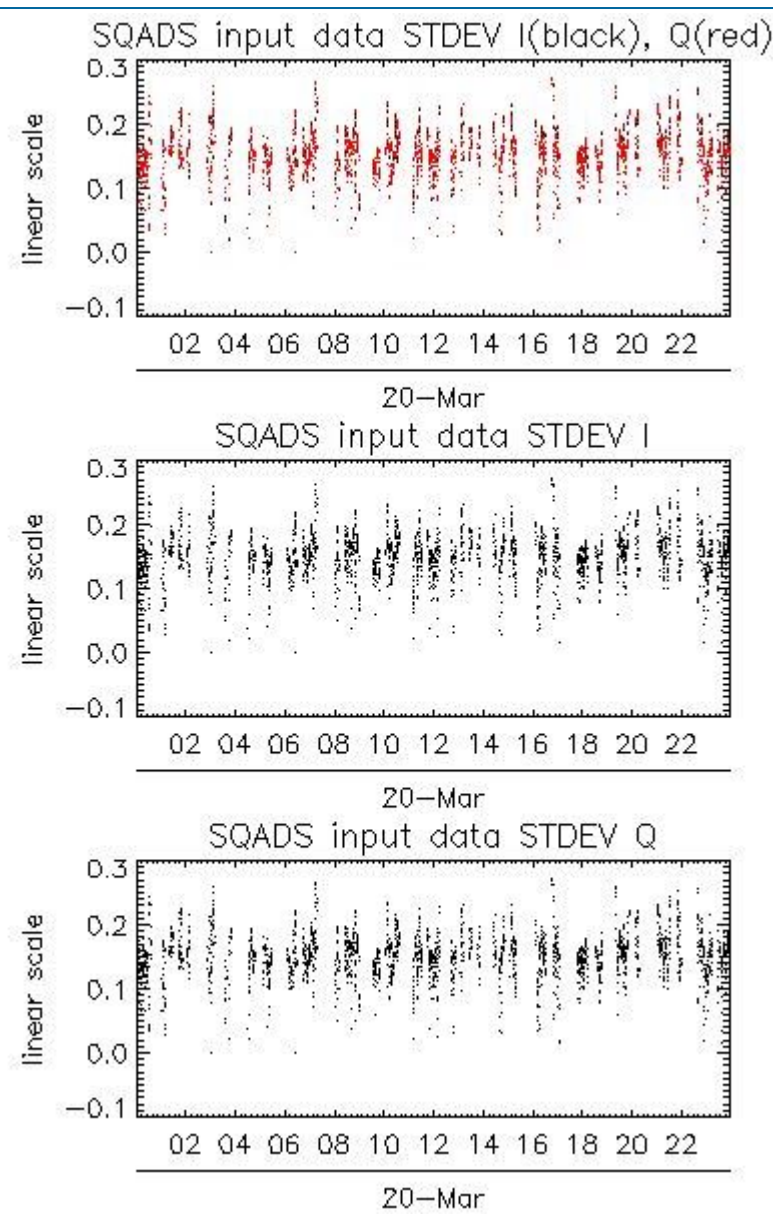 SQADS input data STDEV I(black), Q(red)
0.3
0.2
0.1
0.0
−0.1
linear scale
02 04 06 08 10 12 14 16 18 20 22
20−Mar
SQADS input data STDEV I
0.3
0.2
0.1
0.0
−0.1
linear scale
02 04 06 08 10 12 14 16 18 20 22
20−Mar
SQADS input data STDEV Q
0.3
0.2
0.1
0.0
−0.1
linear scale
02 04 06 08 10 12 14 16 18 20 22
20−Mar